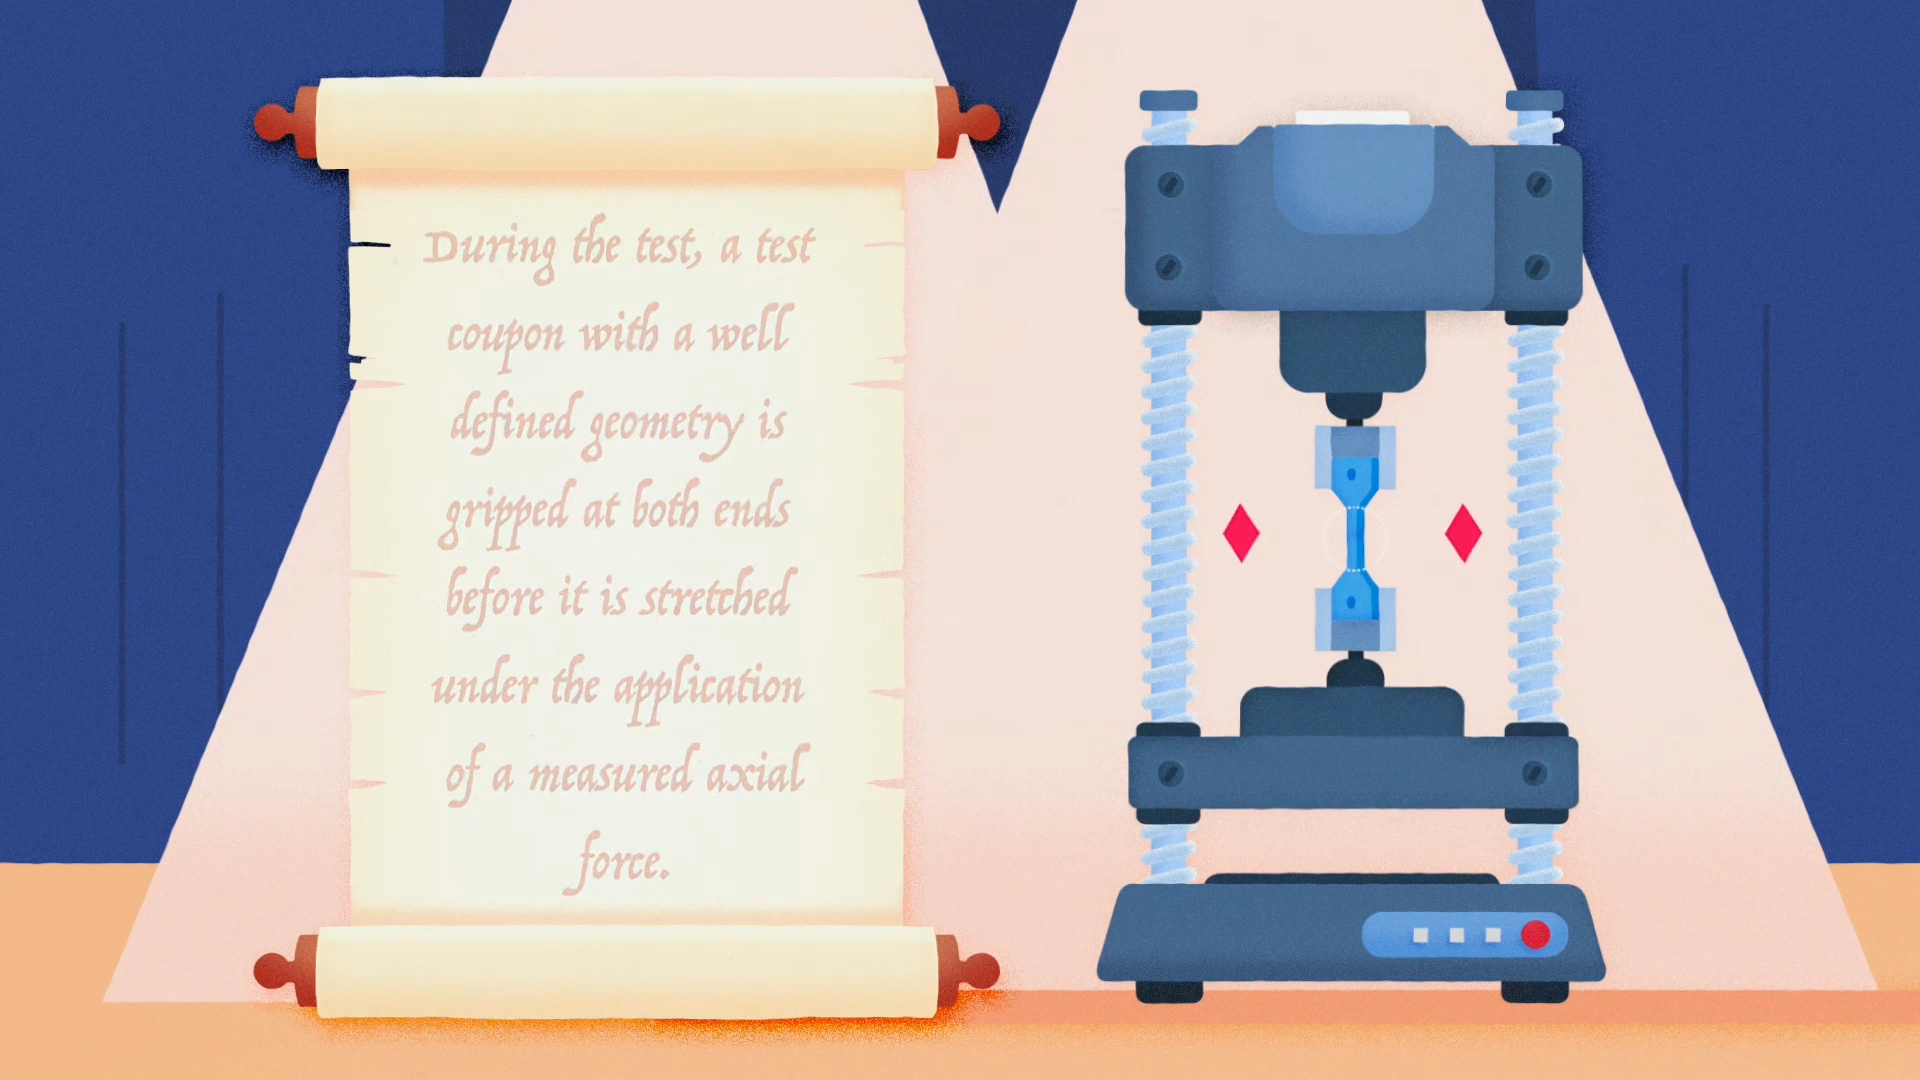 During the test, a test
coupon with a well
defined geometry is
gripped at both ends
before it is stretched
under the application
of a measured axial
force.